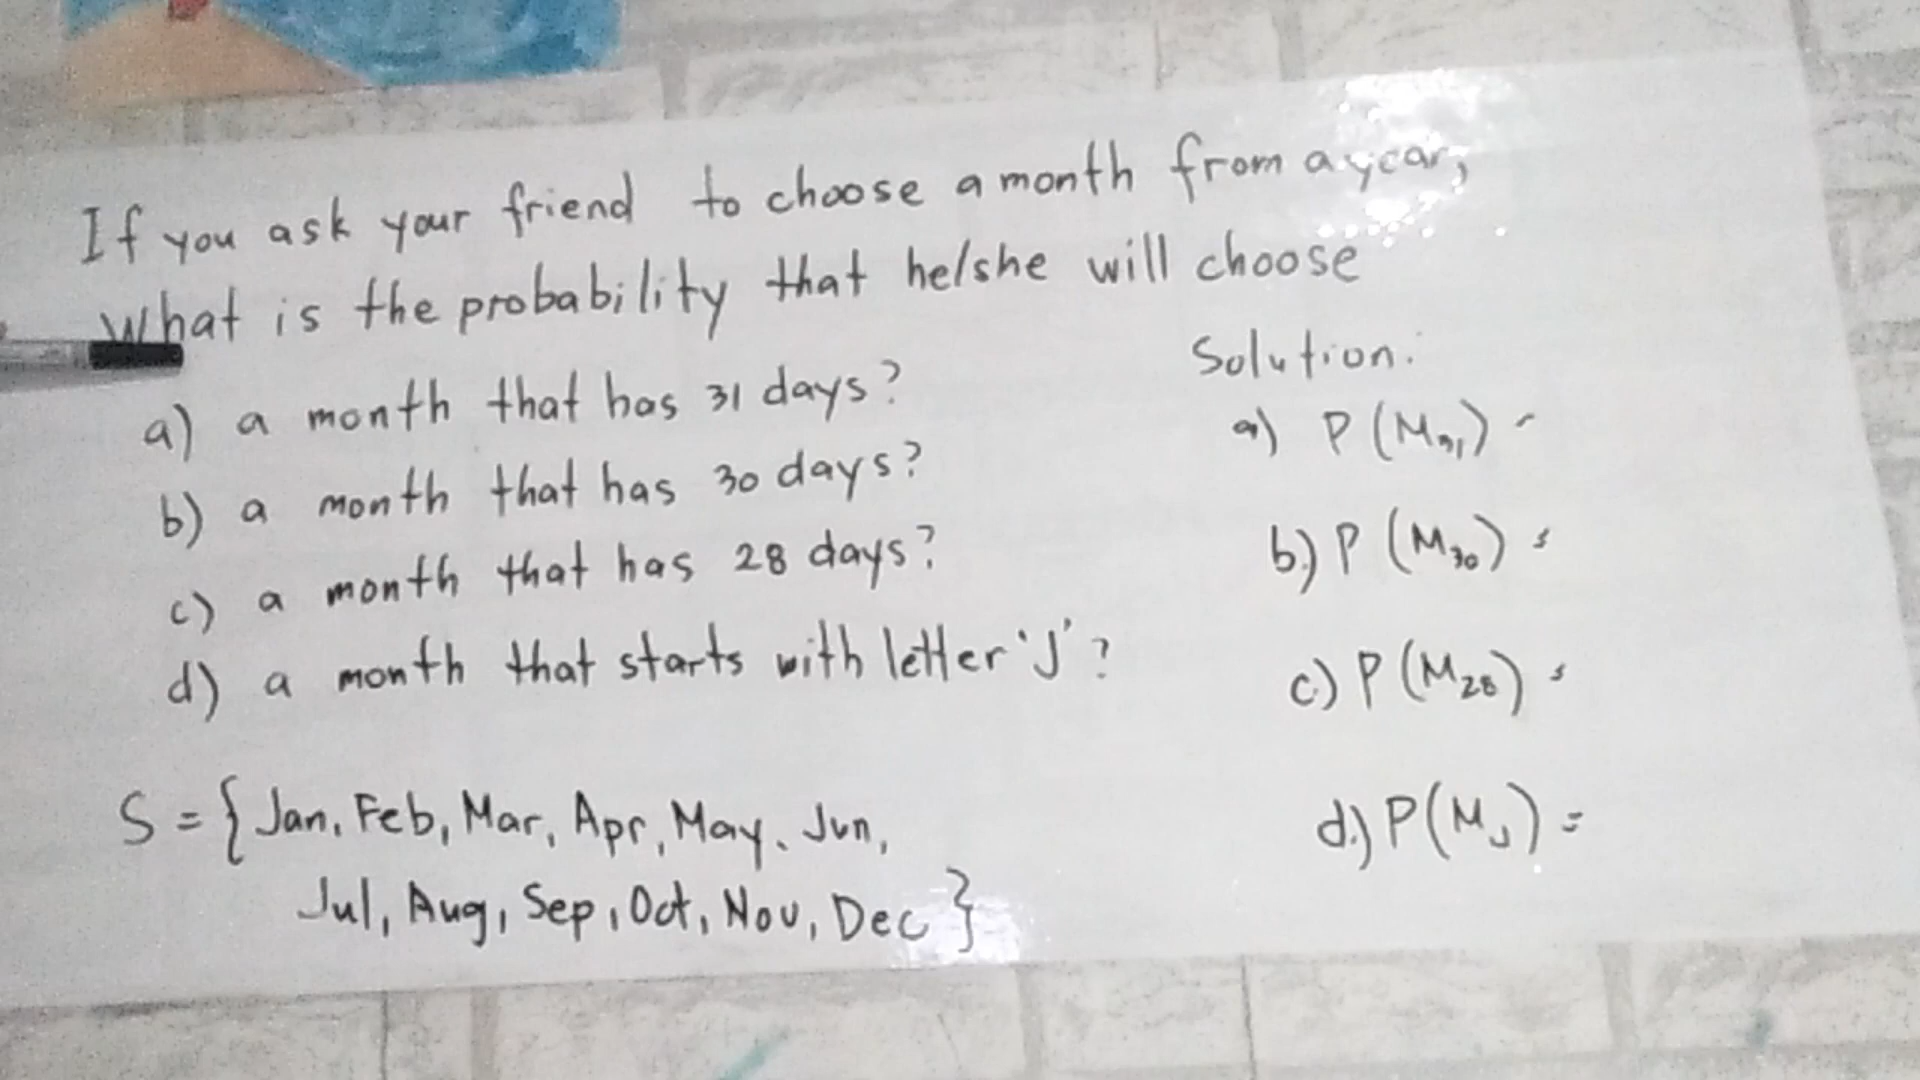 If you ask your friend to choose a month from a year,
What is the probability that he/she will choose
a) a month that has 31 days?
b) a month that has 30 days?
c) a month that has 28 days?
d) a month that starts with letter 'J'?
S = { Jan, Feb, Mar, Apr, May, Jun,
Jul, Aug, Sep, Oct, Nov, Dec }
Solution:
a) P (M31) =
b.) P (M30) =
c.) P (M28) =
d.) P (MJ) =